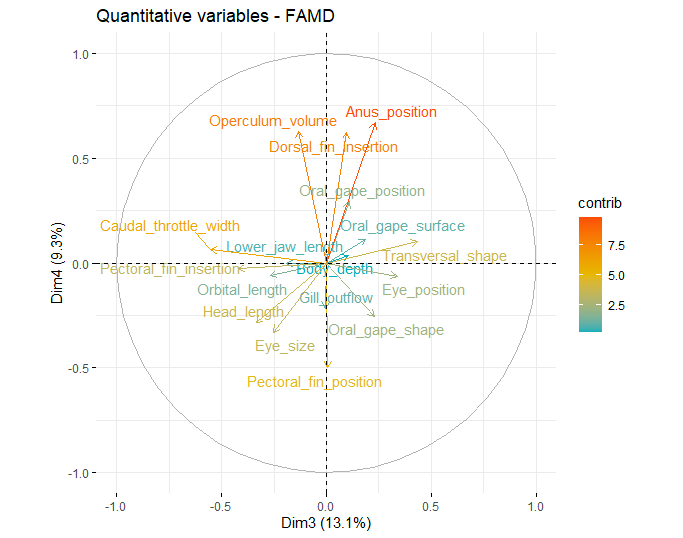 Quantitative variables - FAMD
1.0
Anus_position
Operculum_volume
Dorsal_fin_insertion
0.5
Oral_gape_position
Caudal_throttle_width
Oral_gape_surface
Lower_jaw_length
Transversal_shape
0.0
Pectoral_fin_insertion
Body_depth
Orbital_length
Gill_outflow
Eye_position
Head_length
Oral_gape_shape
Eye_size
-0.5
Pectoral_fin_position
-1.0
-1.0
-0.5
0.0
0.5
1.0
Dim3 (13.1%)
Dim4 (9.3%)
contrib
7.5
5.0
2.5